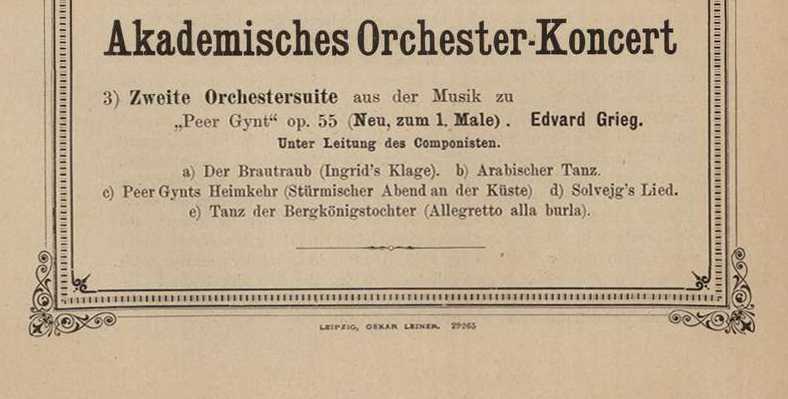 Akademisches Orchester-Koncert
3) Zweite Orchestersuite aus der Musik zu
„Peer Gynt“ op. 55 (Neu, zum 1. Male) . Edvard Grieg.
Unter Leitung des Componisten.
a) Der Brautraub (Ingrid's Klage). b) Arabischer Tanz.
c) Peer Gynts Heimkehr (Stürmischer Abend an der Küste) d) Solvejg's Lied.
e) Tanz der Bergkönigstochter (Allegretto alla burla).
LEIPZIG, OSKAR LEINER. 29265